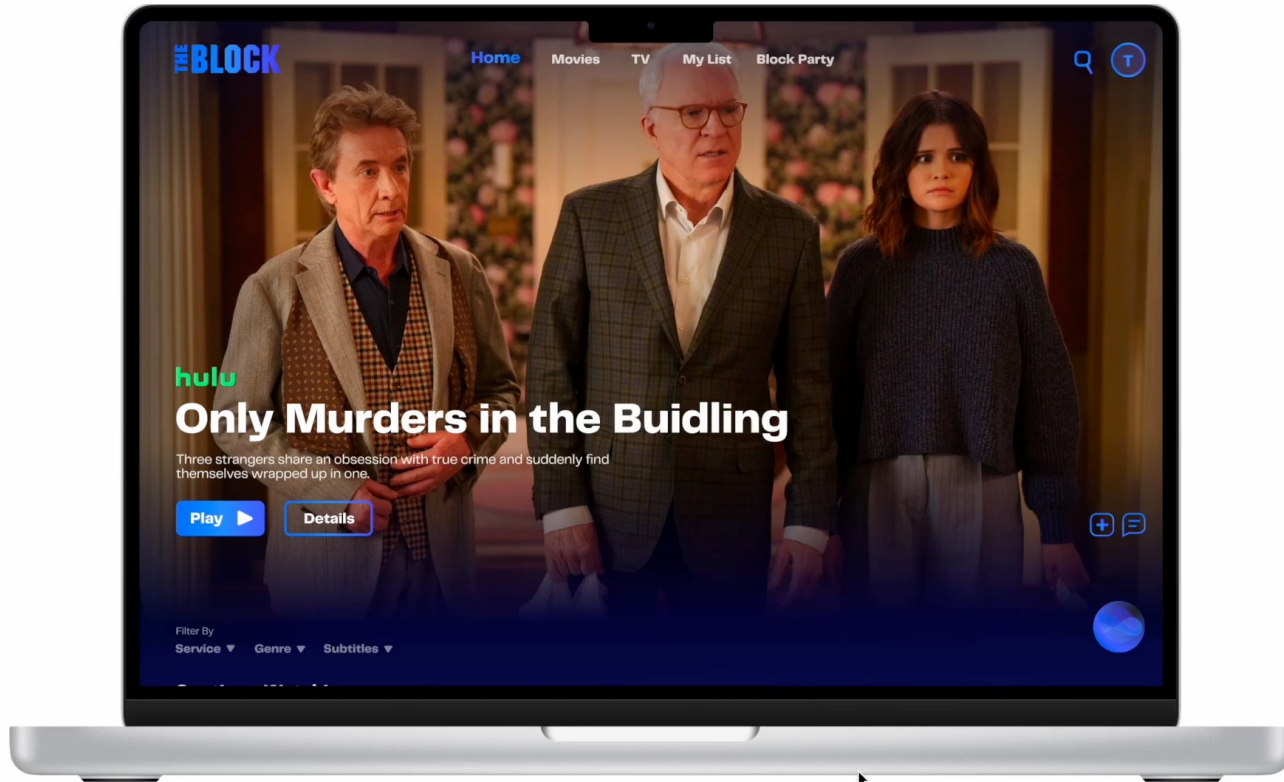 THE BLOCK
Home Movies TV My List Block Party
T
hulu
Only Murders in the Buidling
Three strangers share an obsession with true crime and suddenly find
themselves wrapped up in one.
Play Details
Filter By
Service Genre Subtitles